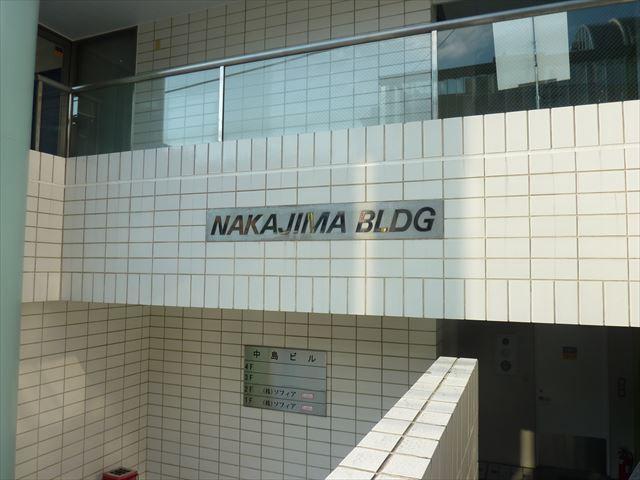 NAKAJIMA BLDG
中島ビル
4F
3F
2F (株)ソフィア
1F (株)ソフィア